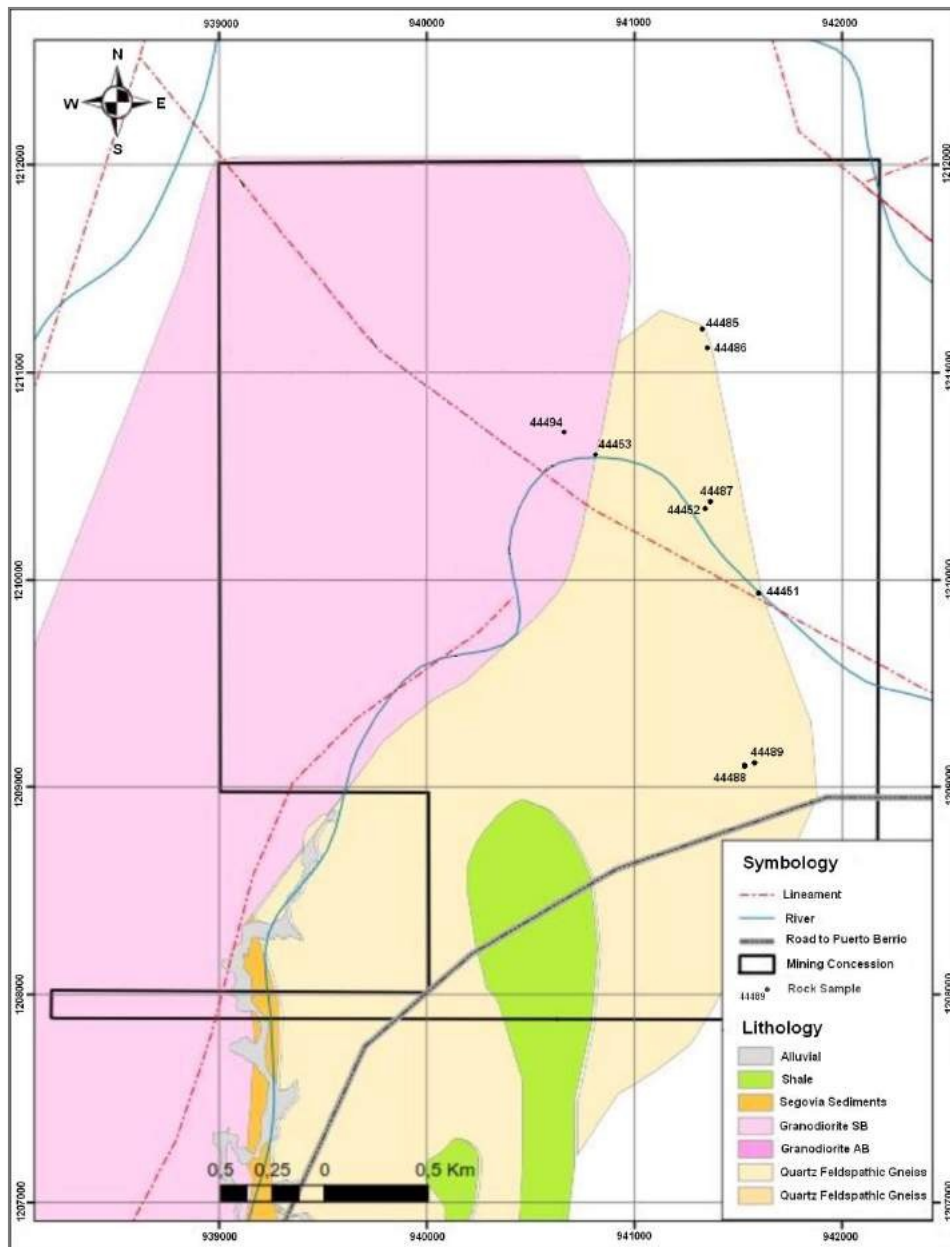 939000
940000
941000
942000
N
W
E
S
1212000
1212000
44485
44486
1211000
1211000
44494
44453
44487
44452
1210000
1210000
44451
44489
44488
1209000
1209000
Symbology
Lineament
River
Road to Puerto Berrio
Mining Concession
44489
Rock Sample
1208000
1208000
Lithology
Alluvial
Shale
Segovia Sediments
Granodiorite SB
Granodiorite AB
Quartz Feldspathic Gneiss
Quartz Feldspathic Gneiss
0,5
0,25
0
0,5 Km
1207000
1207000
939000
940000
941000
942000